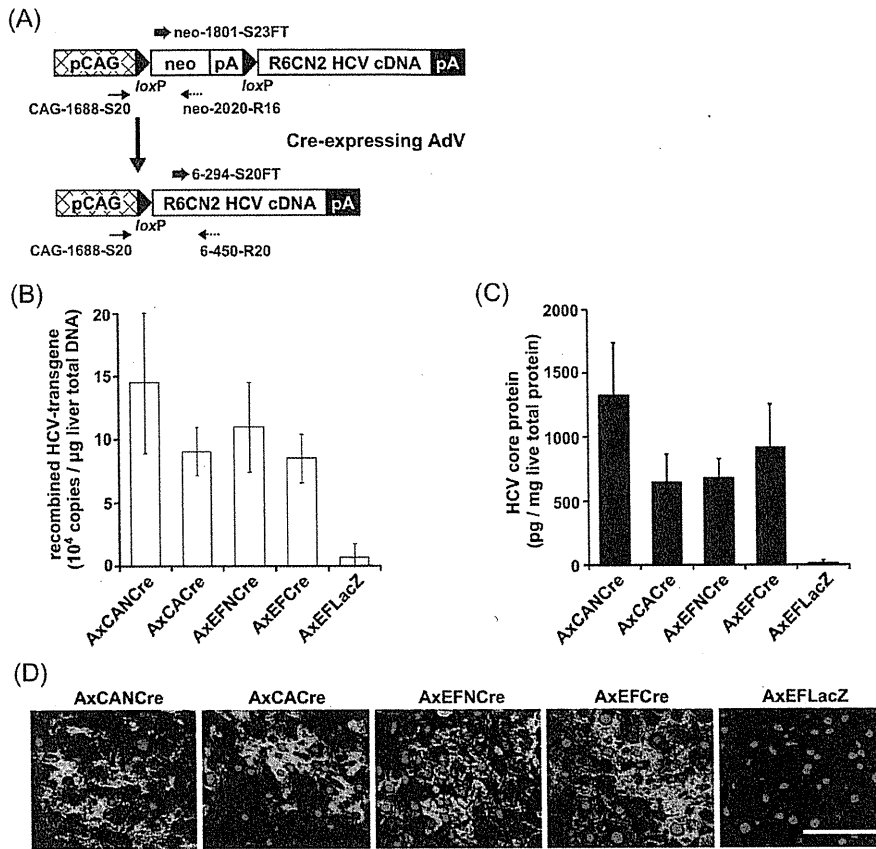 (A)
neo-1801-S23FT
pCAG neo pA R6CN2 HCV cDNA pA
loxP loxP
CAG-1688-S20 neo-2020-R16
Cre-expressing AdV
6-294-S20FT
pCAG R6CN2 HCV cDNA pA
loxP
CAG-1688-S20 6-450-R20
(B)
recombined HCV-transgene
(10⁴ copies / µg liver total DNA)
20
15
10
5
0
AxCANCre
AxCACre
AxEFNCre
AxEFCre
AxEFLacZ
(C)
HCV core protein
(pg / mg live total protein)
2000
1500
1000
500
0
AxCANCre
AxCACre
AxEFNCre
AxEFCre
AxEFLacZ
(D)
AxCANCre AxCACre AxEFNCre AxEFCre AxEFLacZ